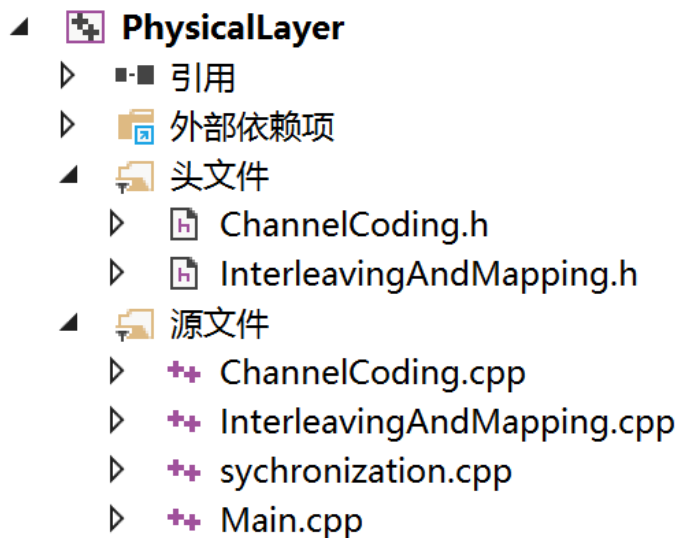 PhysicalLayer
引用
外部依赖项
头文件
ChannelCoding.h
InterleavingAndMapping.h
源文件
ChannelCoding.cpp
InterleavingAndMapping.cpp
sychronization.cpp
Main.cpp